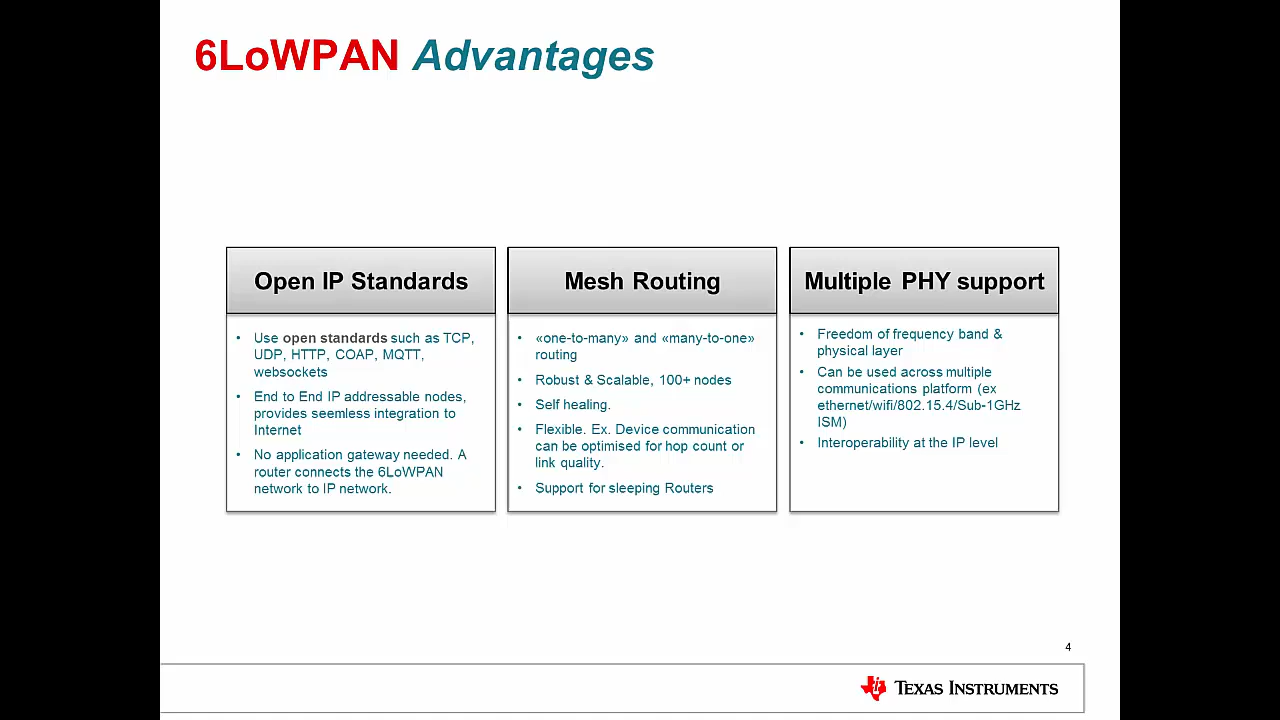 6LoWPAN Advantages
Open IP Standards
• Use open standards such as TCP,
UDP, HTTP, COAP, MQTT,
websockets
• End to End IP addressable nodes,
provides seemless integration to
Internet
• No application gateway needed. A
router connects the 6LoWPAN
network to IP network.
Mesh Routing
• «one-to-many» and «many-to-one»
routing
• Robust & Scalable, 100+ nodes
• Self healing.
• Flexible. Ex. Device communication
can be optimised for hop count or
link quality.
• Support for sleeping Routers
Multiple PHY support
• Freedom of frequency band &
physical layer
• Can be used across multiple
communications platform (ex
ethernet/wifi/802.15.4/Sub-1GHz
ISM)
• Interoperability at the IP level
4
TEXAS INSTRUMENTS